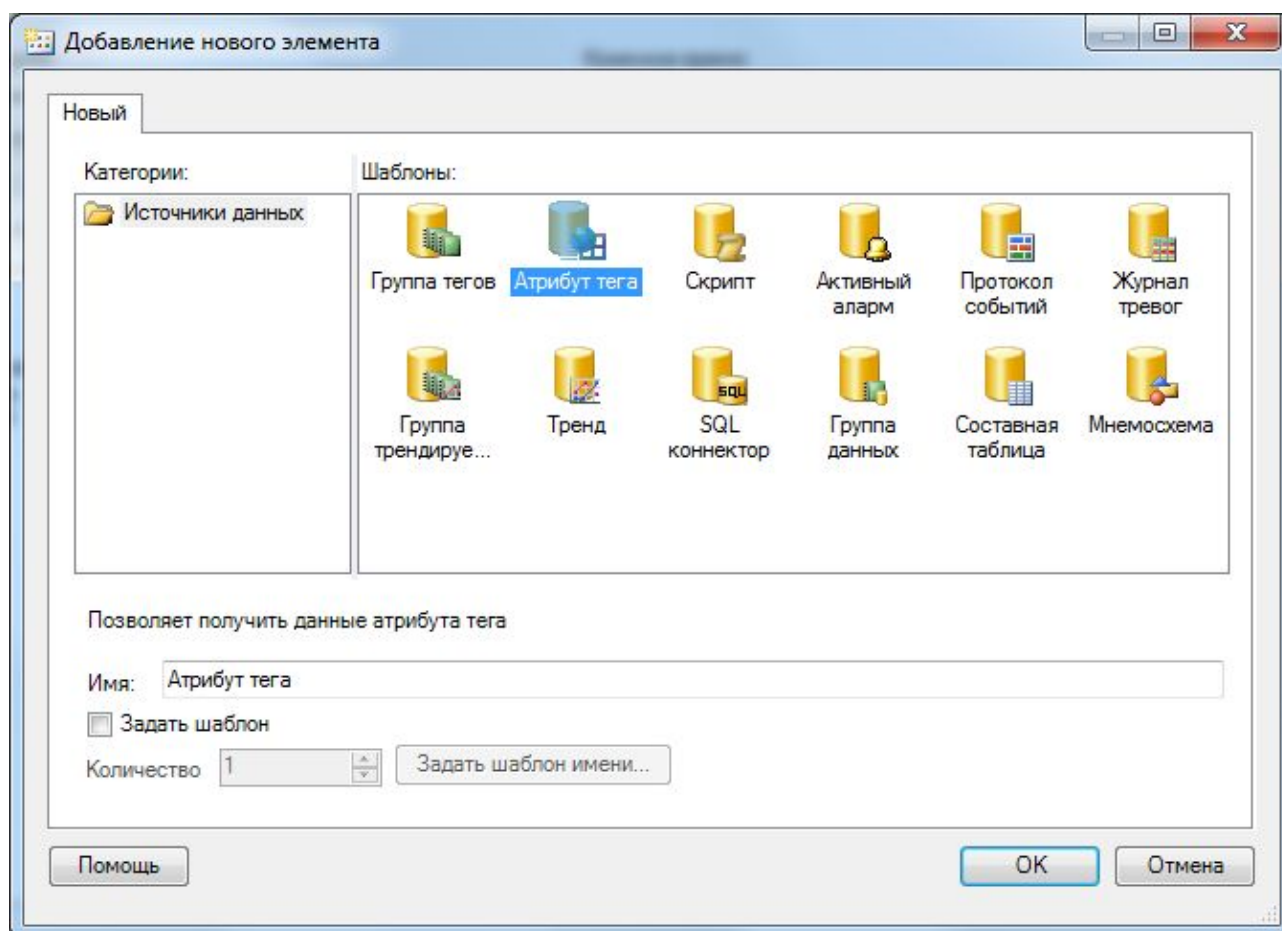 Добавление нового элемента
Новый
Категории:
Шаблоны:
Источники данных
Группа тегов
Атрибут тега
Скрипт
Активный
аларм
Протокол
событий
Журнал
тревог
Группа
трендируе...
Тренд
SQL
коннектор
Группа
данных
Составная
таблица
Мнемосхема
Позволяет получить данные атрибута тега
Имя: Атрибут тега
Задать шаблон
Количество 1 Задать шаблон имени...
Помощь
OK
Отмена